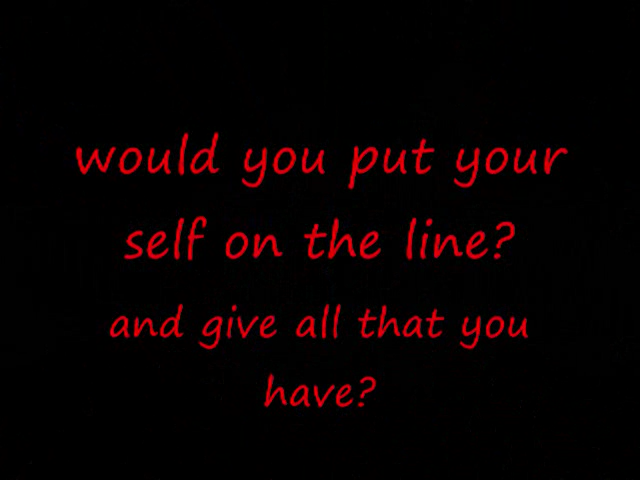 would you put your
self on the line?
and give all that you
have?